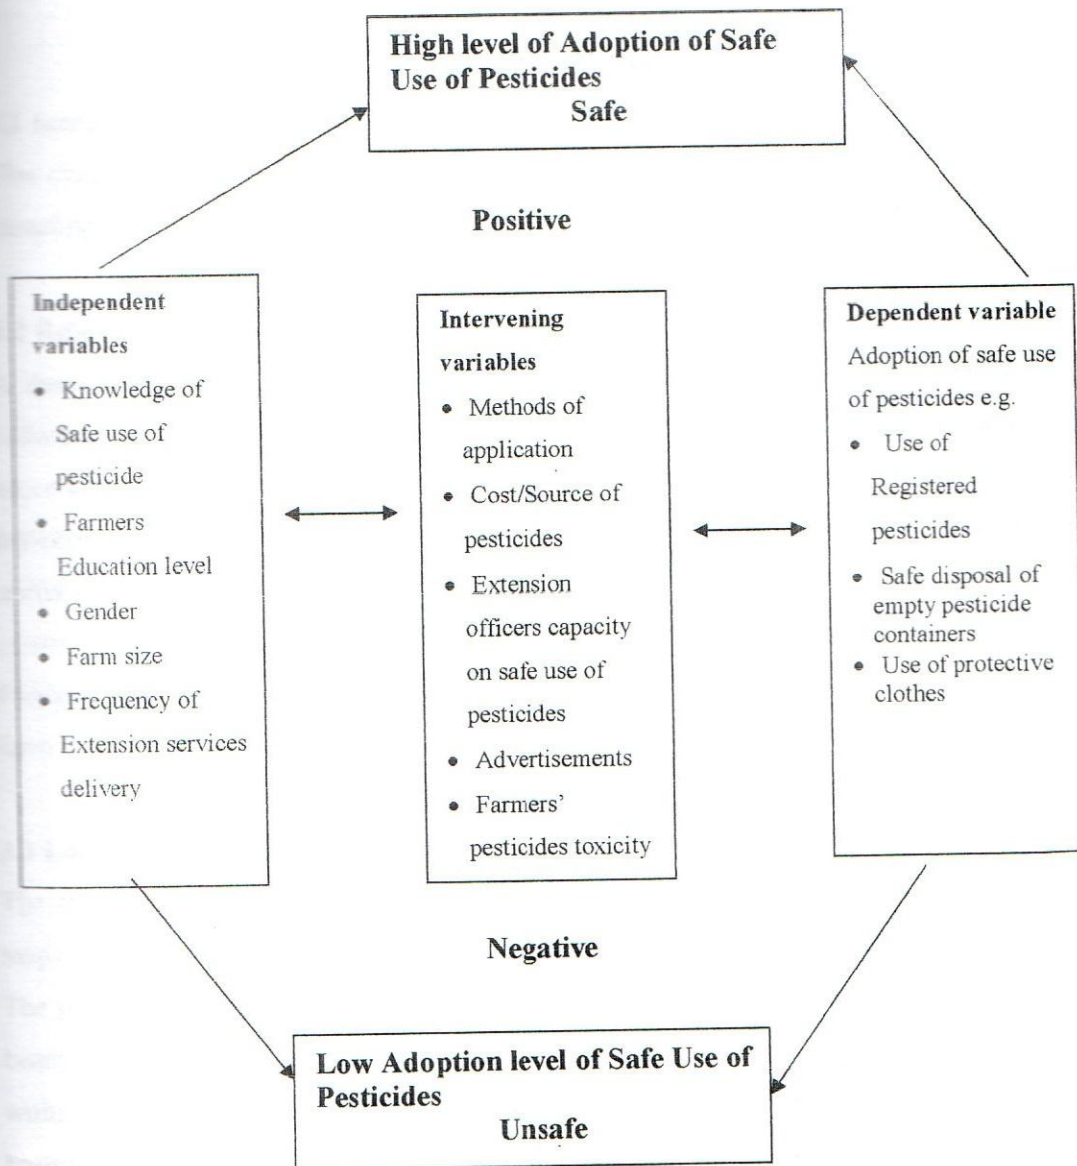 High level of Adoption of Safe
Use of Pesticides
Safe
Positive
Independent
variables
• Knowledge of
Safe use of
pesticide
• Farmers
Education level
• Gender
• Farm size
• Frequency of
Extension services
delivery
Intervening
variables
• Methods of
application
• Cost/Source of
pesticides
• Extension
officers capacity
on safe use of
pesticides
• Advertisements
• Farmers'
pesticides toxicity
Dependent variable
Adoption of safe use
of pesticides e.g.
• Use of
Registered
pesticides
• Safe disposal of
empty pesticide
containers
• Use of protective
clothes
Negative
Low Adoption level of Safe Use of
Pesticides
Unsafe